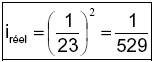 i_réel = (1/23)² = 1/529